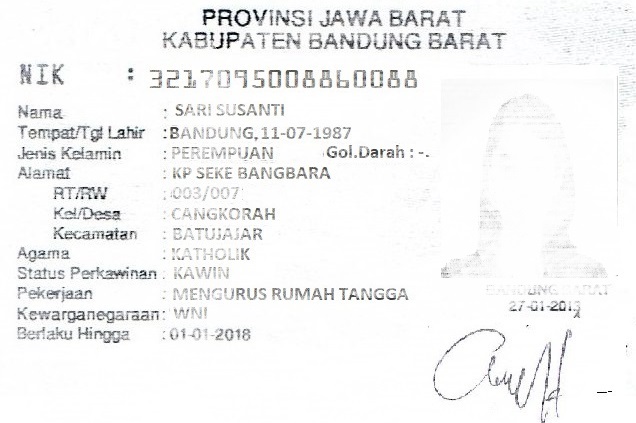 PROVINSI JAWA BARAT
KABUPATEN BANDUNG BARAT
NIK : 3217095008860088
Nama : SARI SUSANTI
Tempat/Tgl Lahir : BANDUNG, 11-07-1987
Jenis Kelamin : PEREMPUAN Gol.Darah : -.
Alamat : KP SEKE BANGBARA
RT/RW : 003/007
Kel/Desa : CANGKORAH
Kecamatan : BATUJAJAR
Agama : KATHOLIK
Status Perkawinan : KAWIN
Pekerjaan : MENGURUS RUMAH TANGGA
Kewarganegaraan : WNI
Berlaku Hingga : 01-01-2018
BANDUNG BARAT
27-01-2013